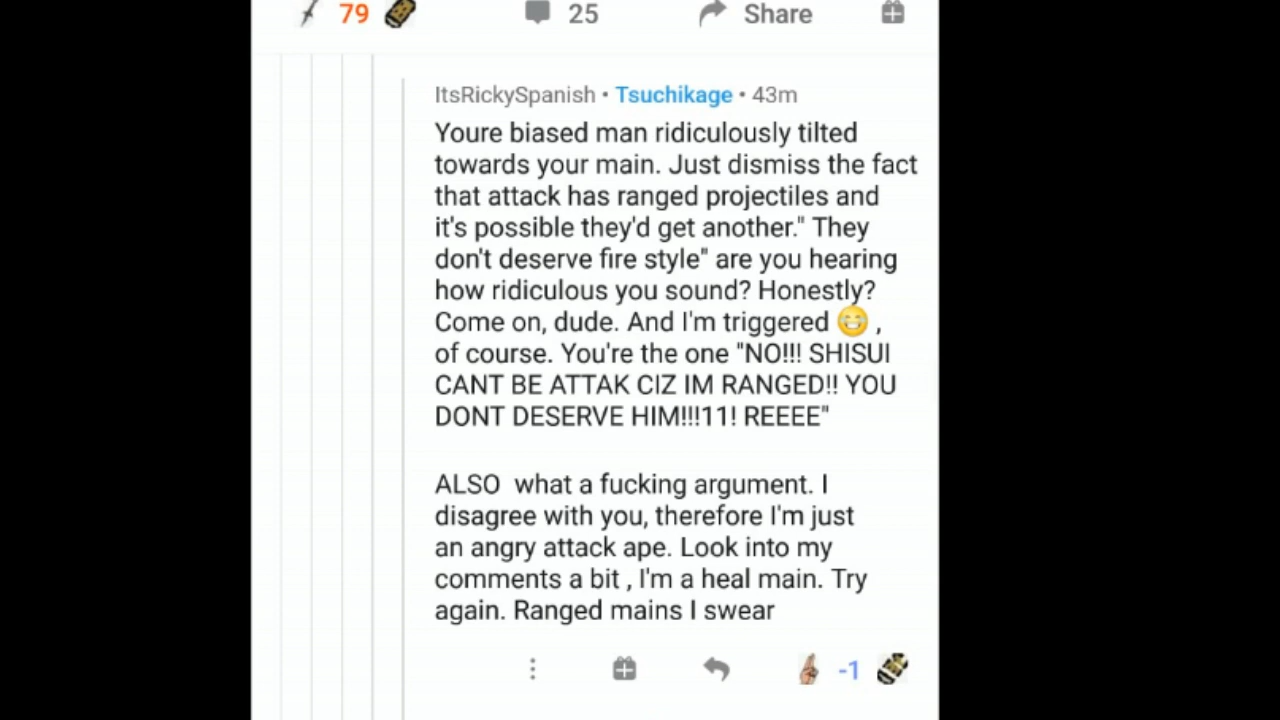 79 25 Share
ItsRickySpanish • Tsuchikage • 43m
Youre biased man ridiculously tilted
towards your main. Just dismiss the fact
that attack has ranged projectiles and
it's possible they'd get another." They
don't deserve fire style" are you hearing
how ridiculous you sound? Honestly?
Come on, dude. And I'm triggered 😁 ,
of course. You're the one "NO!!! SHISUI
CANT BE ATTAK CIZ IM RANGED!! YOU
DONT DESERVE HIM!!!11! REEEE"
ALSO  what a fucking argument. I
disagree with you, therefore I'm just
an angry attack ape. Look into my
comments a bit , I'm a heal main. Try
again. Ranged mains I swear
-1